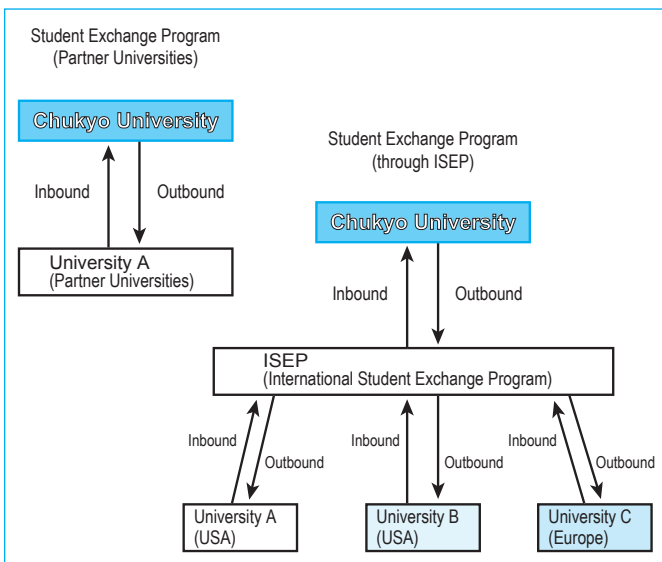 Student Exchange Program
(Partner Universities)
Chukyo University
Inbound
Outbound
University A
(Partner Universities)
Student Exchange Program
(through ISEP)
Chukyo University
Inbound
Outbound
ISEP
(International Student Exchange Program)
Inbound
Outbound
Inbound
Outbound
Inbound
Outbound
University A
(USA)
University B
(USA)
University C
(Europe)